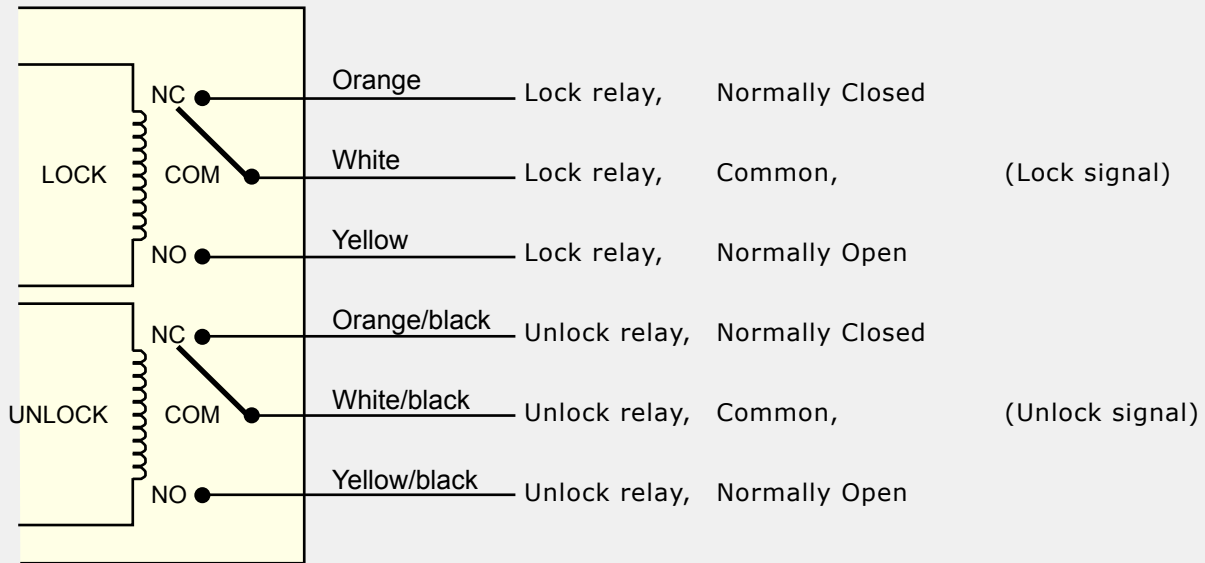 NC Orange Lock relay, Normally Closed
LOCK COM White Lock relay, Common, (Lock signal)
NO Yellow Lock relay, Normally Open
NC Orange/black Unlock relay, Normally Closed
UNLOCK COM White/black Unlock relay, Common, (Unlock signal)
NO Yellow/black Unlock relay, Normally Open